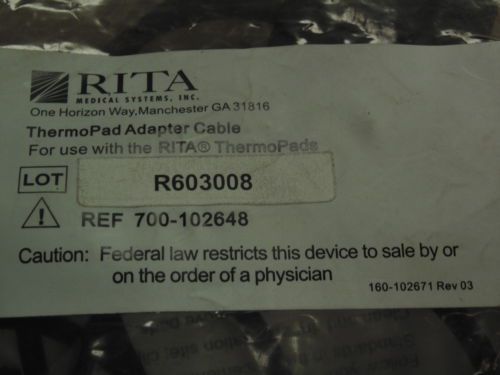 RITA
MEDICAL SYSTEMS, INC.
One Horizon Way, Manchester GA 31816
ThermoPad Adapter Cable
For use with the RITA® ThermoPads
LOT R603008
REF 700-102648
Caution: Federal law restricts this device to sale by or
on the order of a physician
160-102671 Rev 03